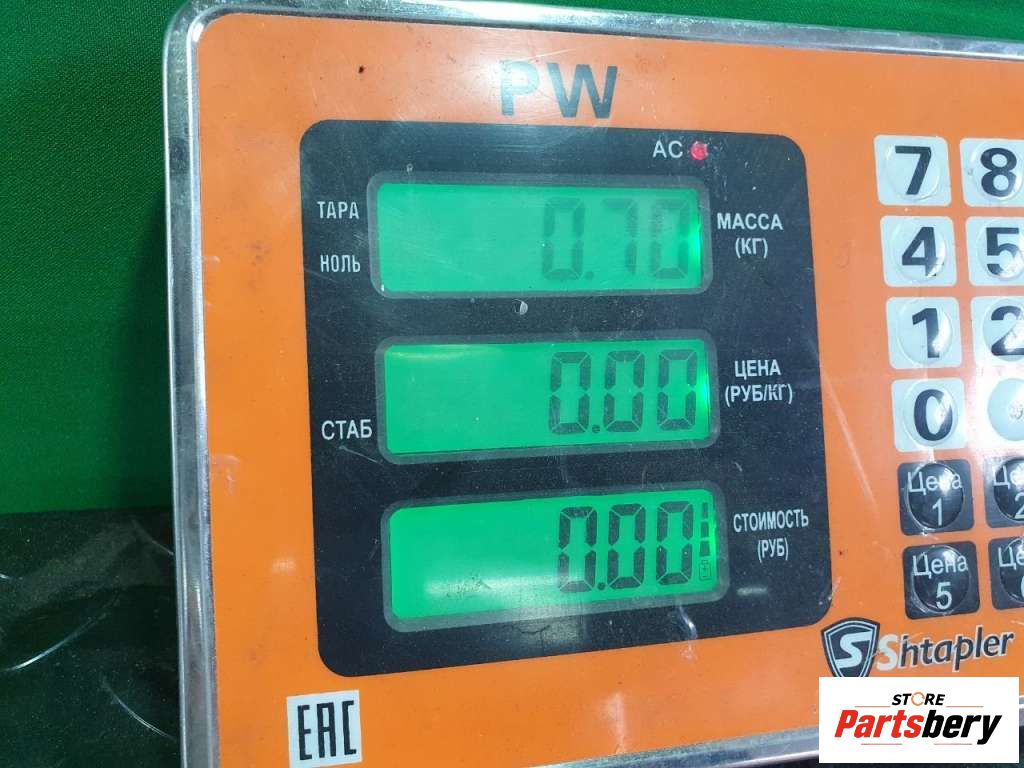 PW
AC
ТАРА
НОЛЬ
0.70
МАССА
(КГ)
СТАБ
0.00
ЦЕНА
(РУБ/КГ)
0.00
СТОИМОСТЬ
(РУБ)
7 8
4 5
1 2
0
Цена
1
2
Цена
5
Shtapler
EAC
STORE
Partsbery